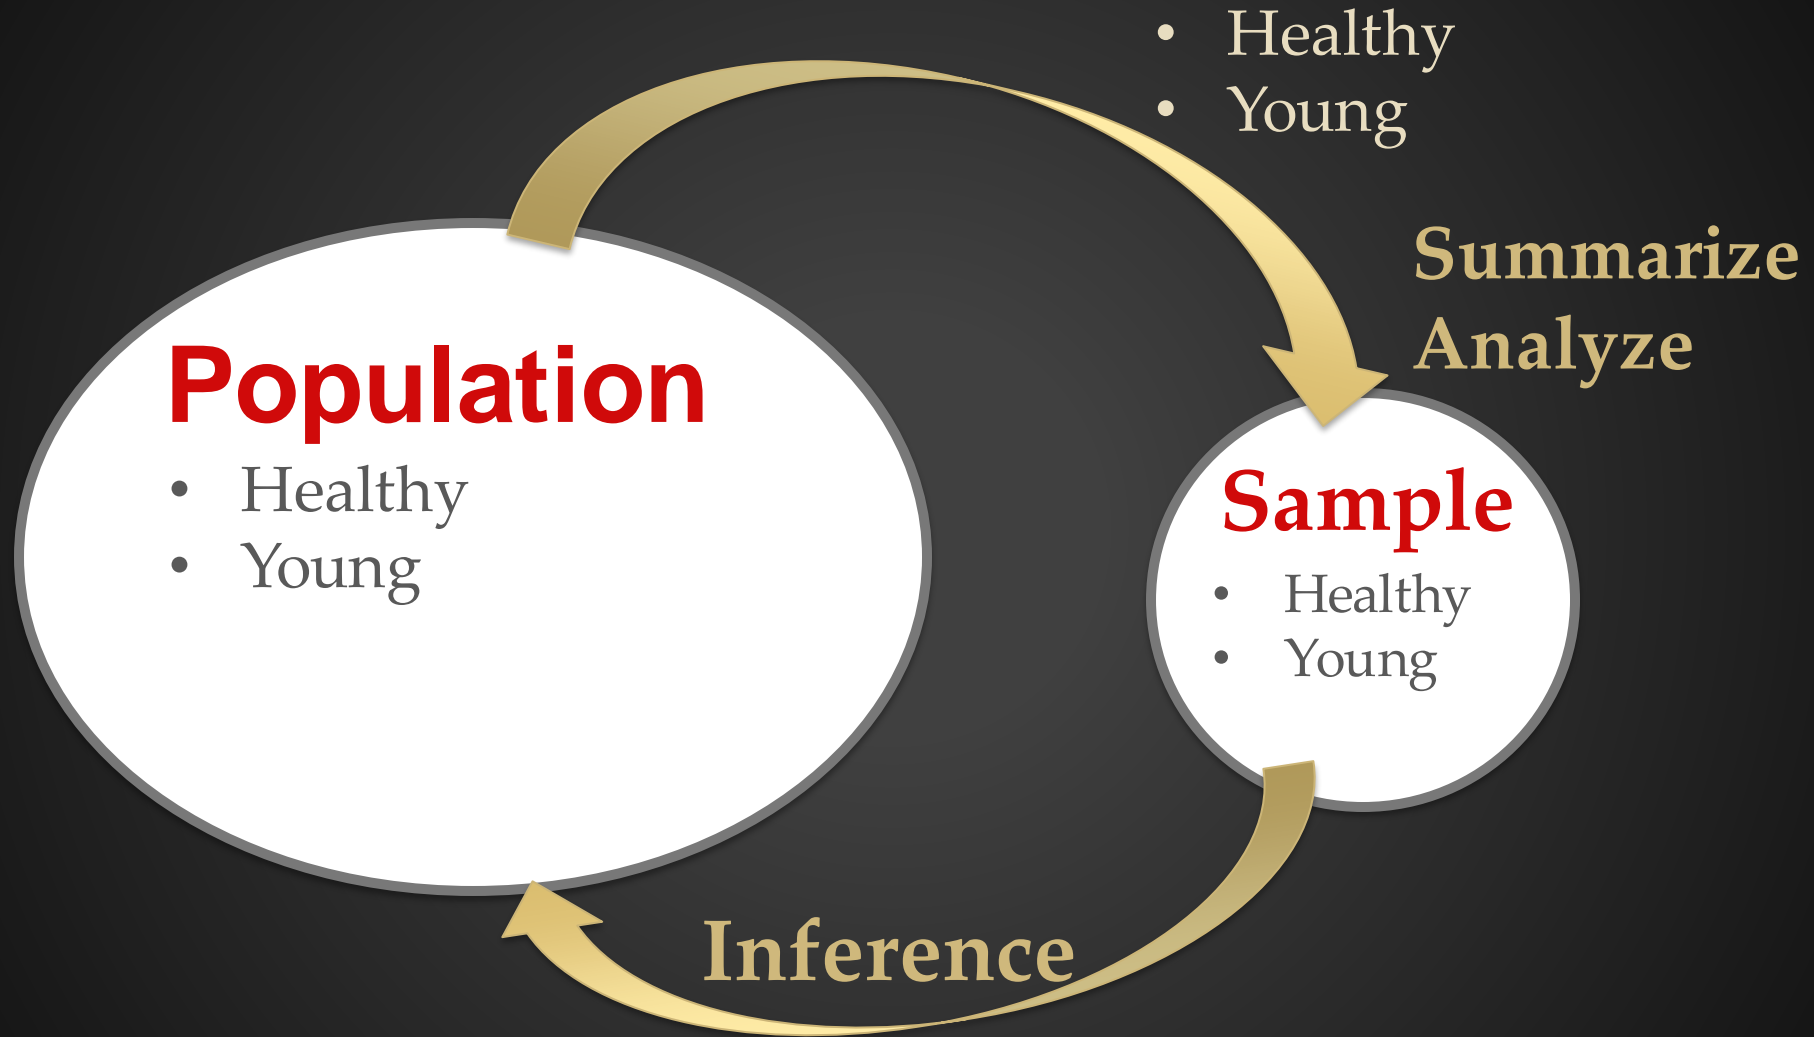 • Healthy
• Young
Summarize
Analyze
Population
• Healthy
• Young
Sample
• Healthy
• Young
Inference